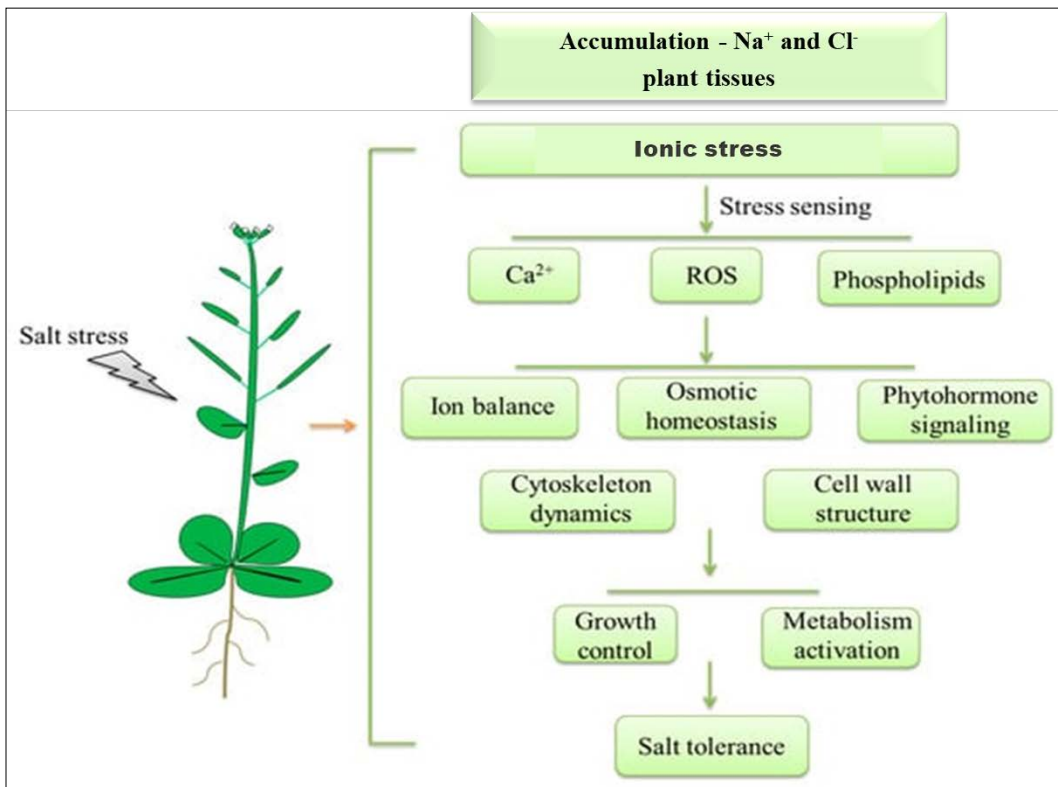 Accumulation - Na⁺ and Cl⁻
plant tissues
Ionic stress
Stress sensing
Ca²⁺
ROS
Phospholipids
Salt stress
Ion balance
Osmotic
homeostasis
Phytohormone
signaling
Cytoskeleton
dynamics
Cell wall
structure
Growth
control
Metabolism
activation
Salt tolerance